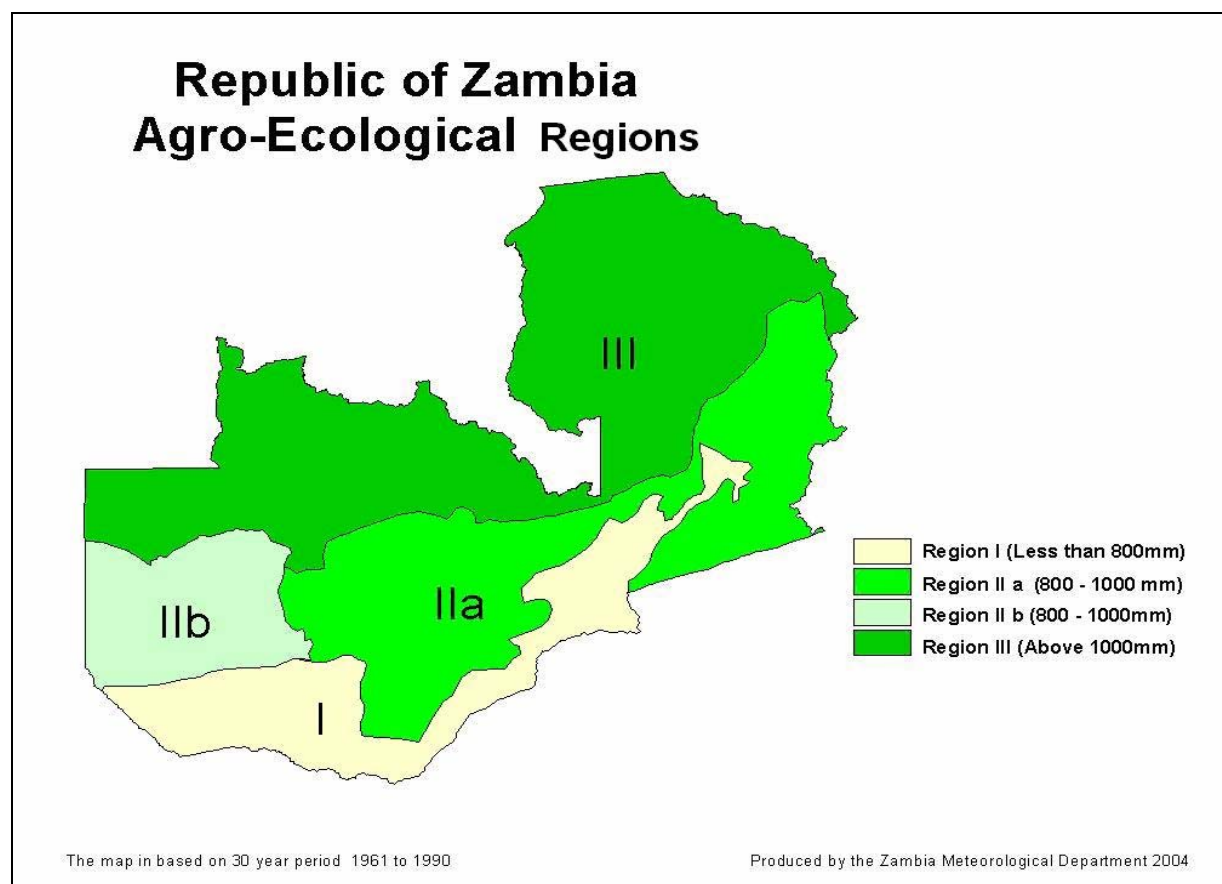 Republic of Zambia
Agro-Ecological Regions
III
IIb
IIa
I
Region I (Less than 800mm)
Region II a (800 - 1000 mm)
Region II b (800 - 1000mm)
Region III (Above 1000mm)
The map in based on 30 year period 1961 to 1990
Produced by the Zambia Meteorological Department 2004